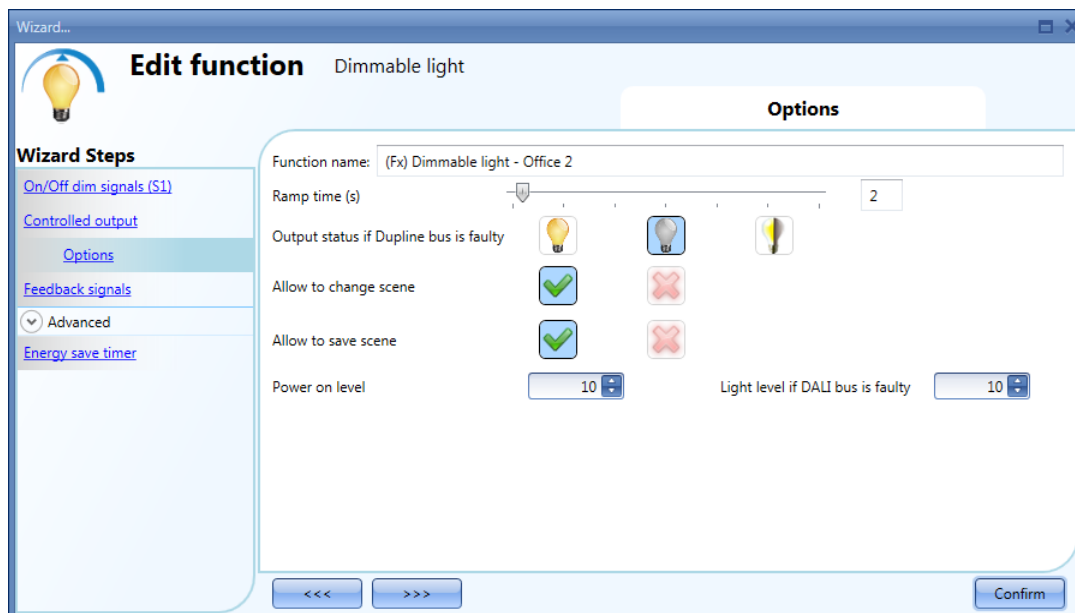 Wizard...
Edit function Dimmable light
Options
Wizard Steps
On/Off dim signals (S1)
Controlled output
Options
Feedback signals
Advanced
Energy save timer
Function name: (Fx) Dimmable light - Office 2
Ramp time (s) 2
Output status if Dupline bus is faulty
Allow to change scene
Allow to save scene
Power on level 10 Light level if DALI bus is faulty 10
<<< >>> Confirm